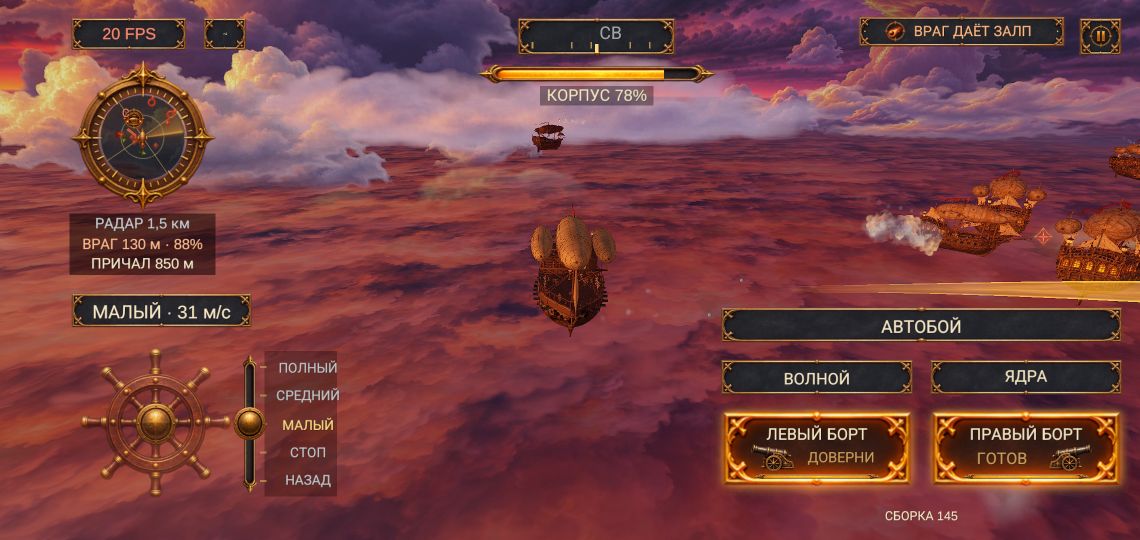 20 FPS
СВ
ВРАГ ДАЁТ ЗАЛП
КОРПУС 78%
РАДАР 1,5 км
ВРАГ 130 м · 88%
ПРИЧАЛ 850 м
МАЛЫЙ · 31 м/с
ПОЛНЫЙ
СРЕДНИЙ
МАЛЫЙ
СТОП
НАЗАД
АВТОБОЙ
ВОЛНОЙ
ЯДРА
ЛЕВЫЙ БОРТ
ДОВЕРНИ
ПРАВЫЙ БОРТ
ГОТОВ
СБОРКА 145